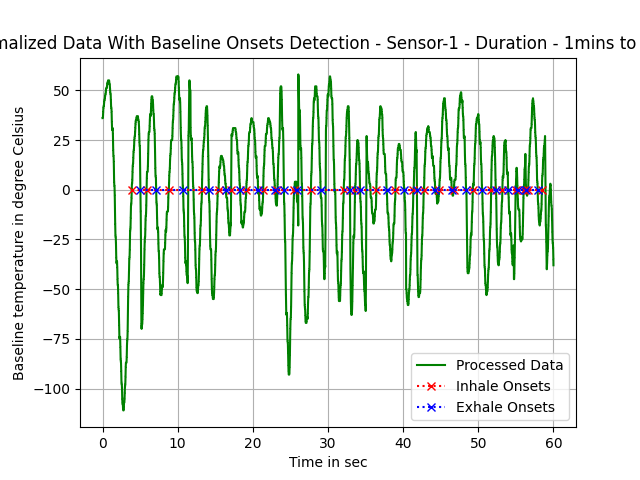 malized Data With Baseline Onsets Detection - Sensor-1 - Duration - 1mins to
Baseline temperature in degree Celsius
50
25
0
−25
−50
−75
−100
Processed Data
Inhale Onsets
Exhale Onsets
0 10 20 30 40 50 60
Time in sec